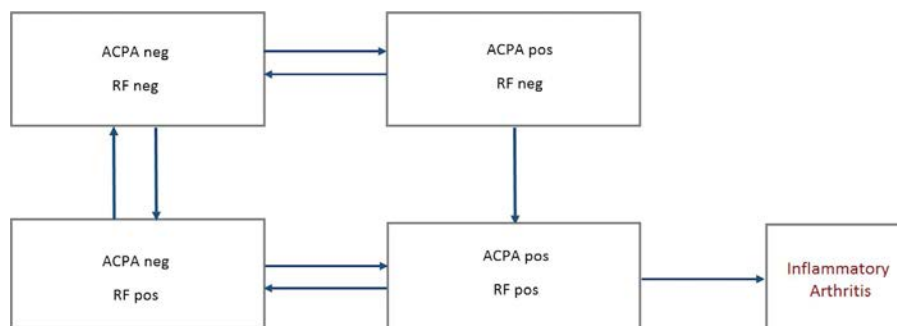 ACPA neg
RF neg
ACPA pos
RF neg
ACPA neg
RF pos
ACPA pos
RF pos
Inflammatory
Arthritis